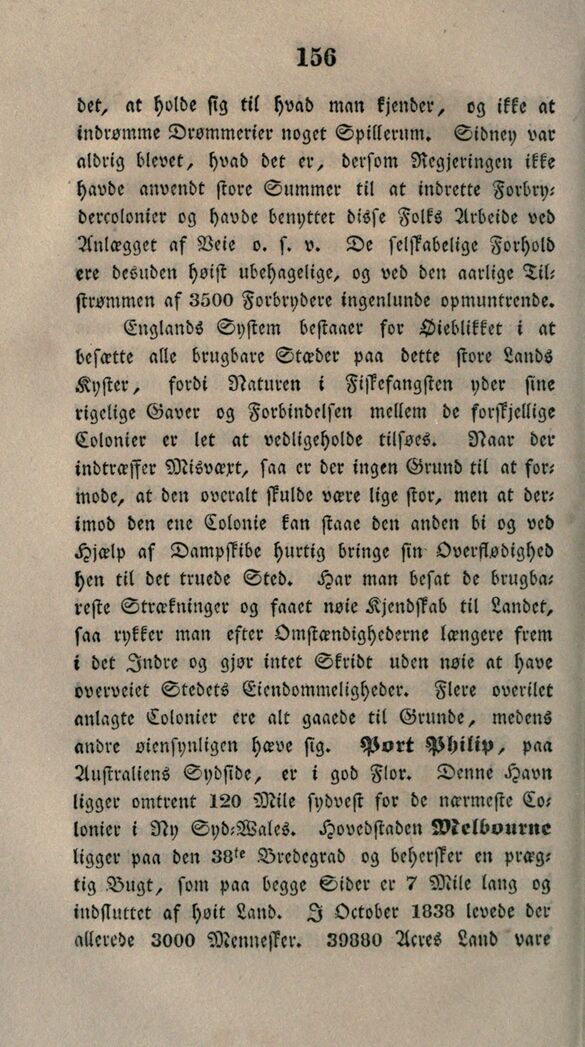 156
det, at holde sig til hvad man kjender, og ikke at
indrømme Drømmerier noget Spillerum. Sidney var
aldrig blevet, hvad det er, dersom Regjeringen ikke
havde anvendt store Summer til at indrette Forbry-
dercolonier og havde benyttet disse Folks Arbeide ved
Anlægget af Veie o. s. v. De selskabelige Forhold
ere desuden høist ubehagelige, og ved den aarlige Til-
strømmen af 3500 Forbrydere ingenlunde opmuntrende.
Englands System bestaaer for Øieblikket i at
besætte alle brugbare Stæder paa dette store Lands
Kyster, fordi Naturen i Fiskefangsten yder sine
rigelige Gaver og Forbindelsen mellem de forskjellige
Colonier er let at vedligeholde tilsøes. Naar der
indtræffer Misvæxt, saa er der ingen Grund til at for-
mode, at den overalt skulde være lige stor, men at der-
imod den ene Colonie kan staae den anden bi og ved
Hjælp af Dampskibe hurtig bringe sin Overflødighed
hen til det truede Sted. Har man besat de brugba-
reste Strækninger og faaet nøie Kjendskab til Landet,
saa rykker man efter Omstændighederne længere frem
i det Indre og gjør intet Skridt uden nøie at have
overveiet Stedets Eiendommeligheder. Flere overilet
anlagte Colonier ere alt gaaede til Grunde, medens
andre øiensynligen hæve sig. Port Philip, paa
Australiens Sydside, er i god Flor. Denne Havn
ligger omtrent 120 Mile sydvest for de nærmeste Co-
lonier i Ny Syd-Wales. Hovedstaden Melbourne
ligger paa den 38te Bredegrad og behersker en præg-
tig Bugt, som paa begge Sider er 7 Mile lang og
indsluttet af høit Land. I October 1838 levede der
allerede 3000 Mennesker. 39880 Acres Land vare